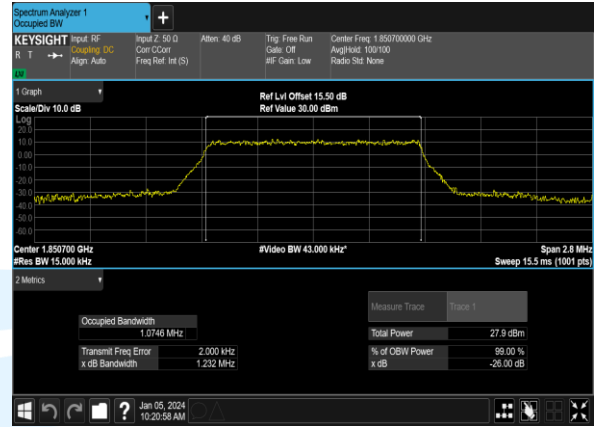 Spectrum Analyzer 1
Occupied BW
KEYSIGHT Input: RF Input Z: 50 Ω Atten: 40 dB Trig: Free Run Center Freq: 1.850700000 GHz
R T Coupling: DC Corr CCorr Gate: Off Avg|Hold: 100/100
Align: Auto Freq Ref: Int (S) #IF Gain: Low Radio Std: None
LV
1 Graph
Ref Lvl Offset 15.50 dB
Scale/Div 10.0 dB Ref Value 30.00 dBm
Log
20.0
10.0
0.00
-10.0
-20.0
-30.0
-40.0
-50.0
-60.0
Center 1.850700 GHz #Video BW 43.000 kHz* Span 2.8 MHz
#Res BW 15.000 kHz Sweep 15.5 ms (1001 pts)
2 Metrics
Measure Trace Trace 1
Occupied Bandwidth
1.0746 MHz Total Power 27.9 dBm
Transmit Freq Error 2.000 kHz % of OBW Power 99.00 %
x dB Bandwidth 1.232 MHz x dB -26.00 dB
Jan 05, 2024
10:20:58 AM